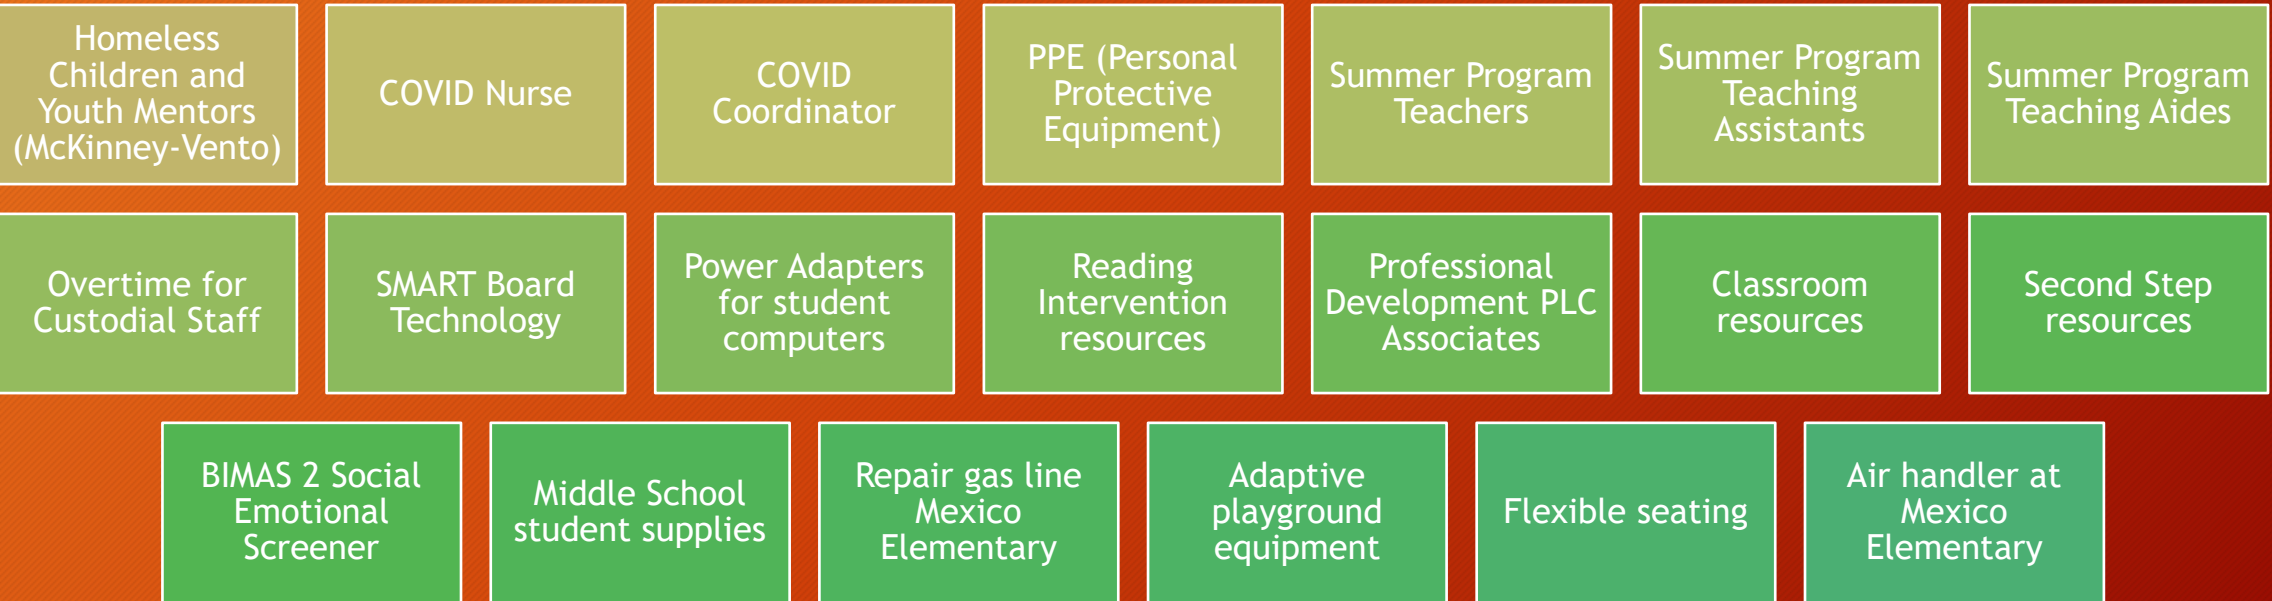 Homeless
Children and
Youth Mentors
(McKinney-Vento)
COVID Nurse
COVID
Coordinator
PPE (Personal
Protective
Equipment)
Summer Program
Teachers
Summer Program
Teaching
Assistants
Summer Program
Teaching Aides
Overtime for
Custodial Staff
SMART Board
Technology
Power Adapters
for student
computers
Reading
Intervention
resources
Professional
Development PLC
Associates
Classroom
resources
Second Step
resources
BIMAS 2 Social
Emotional
Screener
Middle School
student supplies
Repair gas line
Mexico
Elementary
Adaptive
playground
equipment
Flexible seating
Air handler at
Mexico
Elementary